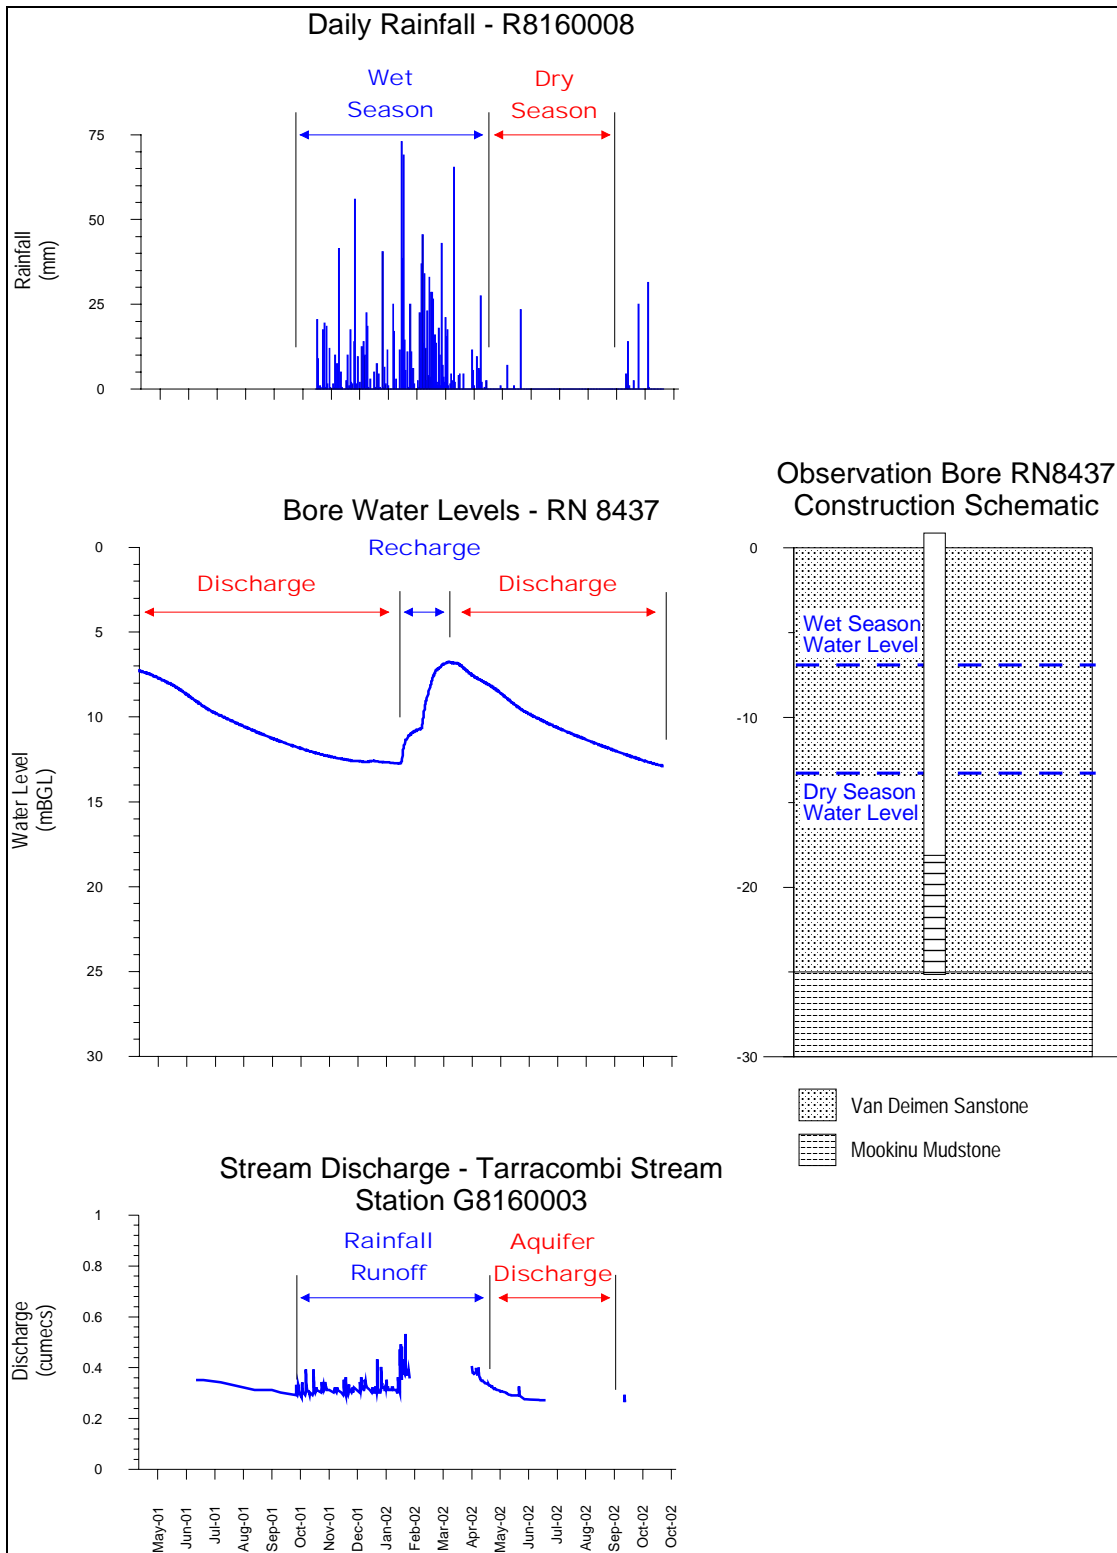 Daily Rainfall - R8160008
Wet
Season
Dry
Season
75
50
25
0
Rainfall
(mm)
Observation Bore RN8437
Construction Schematic
Bore Water Levels - RN 8437
Recharge
Discharge
Discharge
0
5
10
15
20
25
30
Water Level
(mBGL)
0
-10
-20
-30
Wet Season
Water Level
Dry Season
Water Level
Van Deimen Sanstone
Mookinu Mudstone
Stream Discharge - Tarracombi Stream
Station G8160003
Rainfall
Runoff
Aquifer
Discharge
1
0.8
0.6
0.4
0.2
0
Discharge
(cumecs)
May-01
Jun-01
Jul-01
Aug-01
Sep-01
Oct-01
Nov-01
Dec-01
Jan-02
Feb-02
Mar-02
Apr-02
May-02
Jun-02
Jul-02
Aug-02
Sep-02
Oct-02
Oct-02